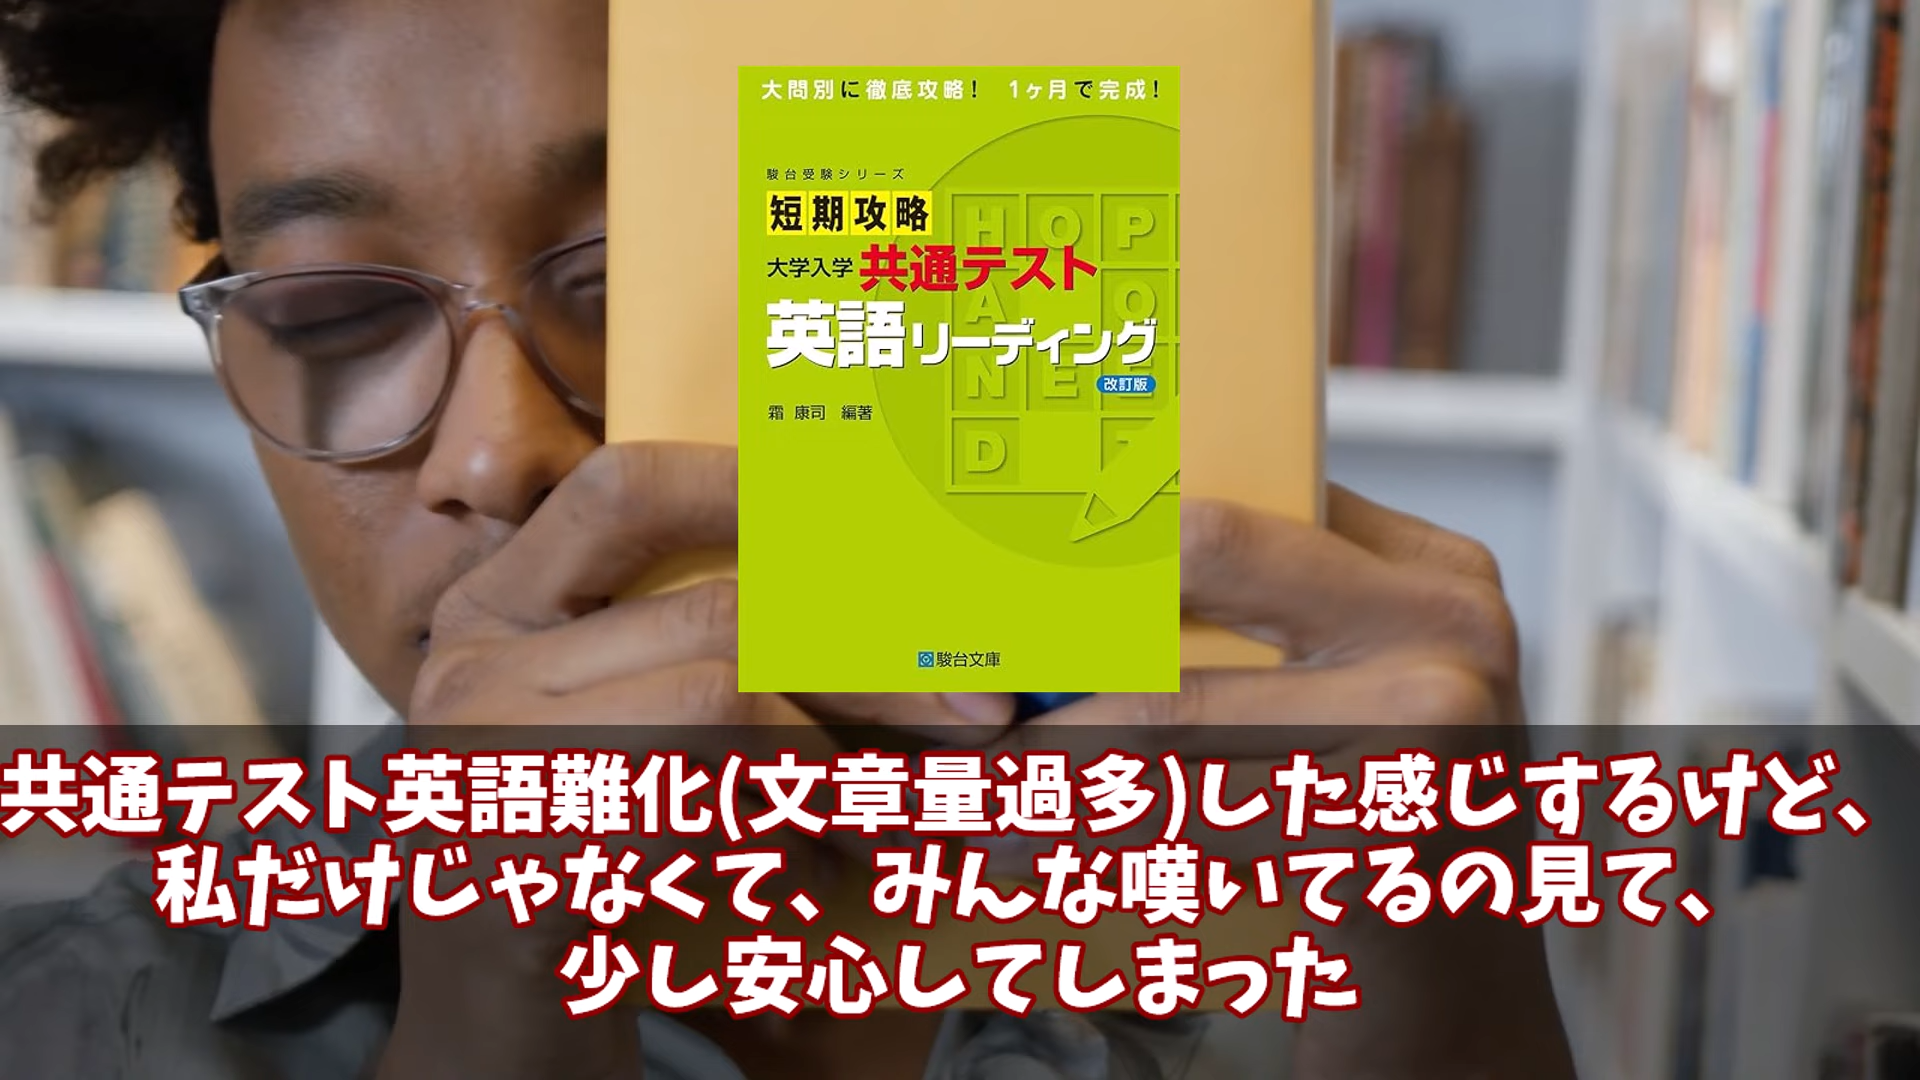 大問別に徹底攻略! 1ヶ月で完成!
駿台受験シリーズ
短期攻略
大学入学 共通テスト
英語リーディング
改訂版
霜 康司 編著
HOP
A O
NE
D T
駿台文庫
共通テスト英語難化(文章量過多)した感じするけど、
私だけじゃなくて、みんな嘆いてるの見て、
少し安心してしまった